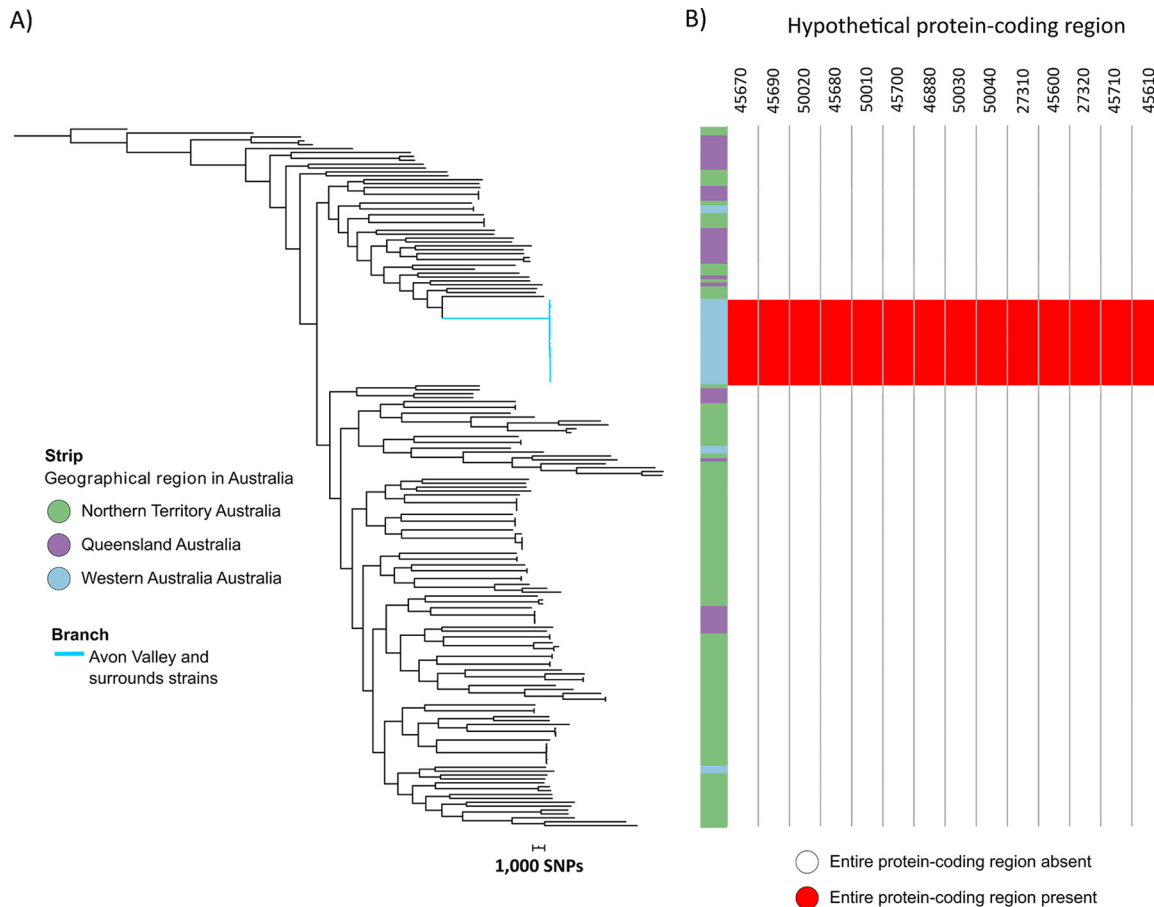 A)
B)
Hypothetical protein-coding region
45670
45690
50020
45680
50010
45700
46880
50030
50040
27310
45600
27320
45710
45610
Strip
Geographical region in Australia
Northern Territory Australia
Queensland Australia
Western Australia Australia
Branch
Avon Valley and
surrounds strains
1,000 SNPs
Entire protein-coding region absent
Entire protein-coding region present